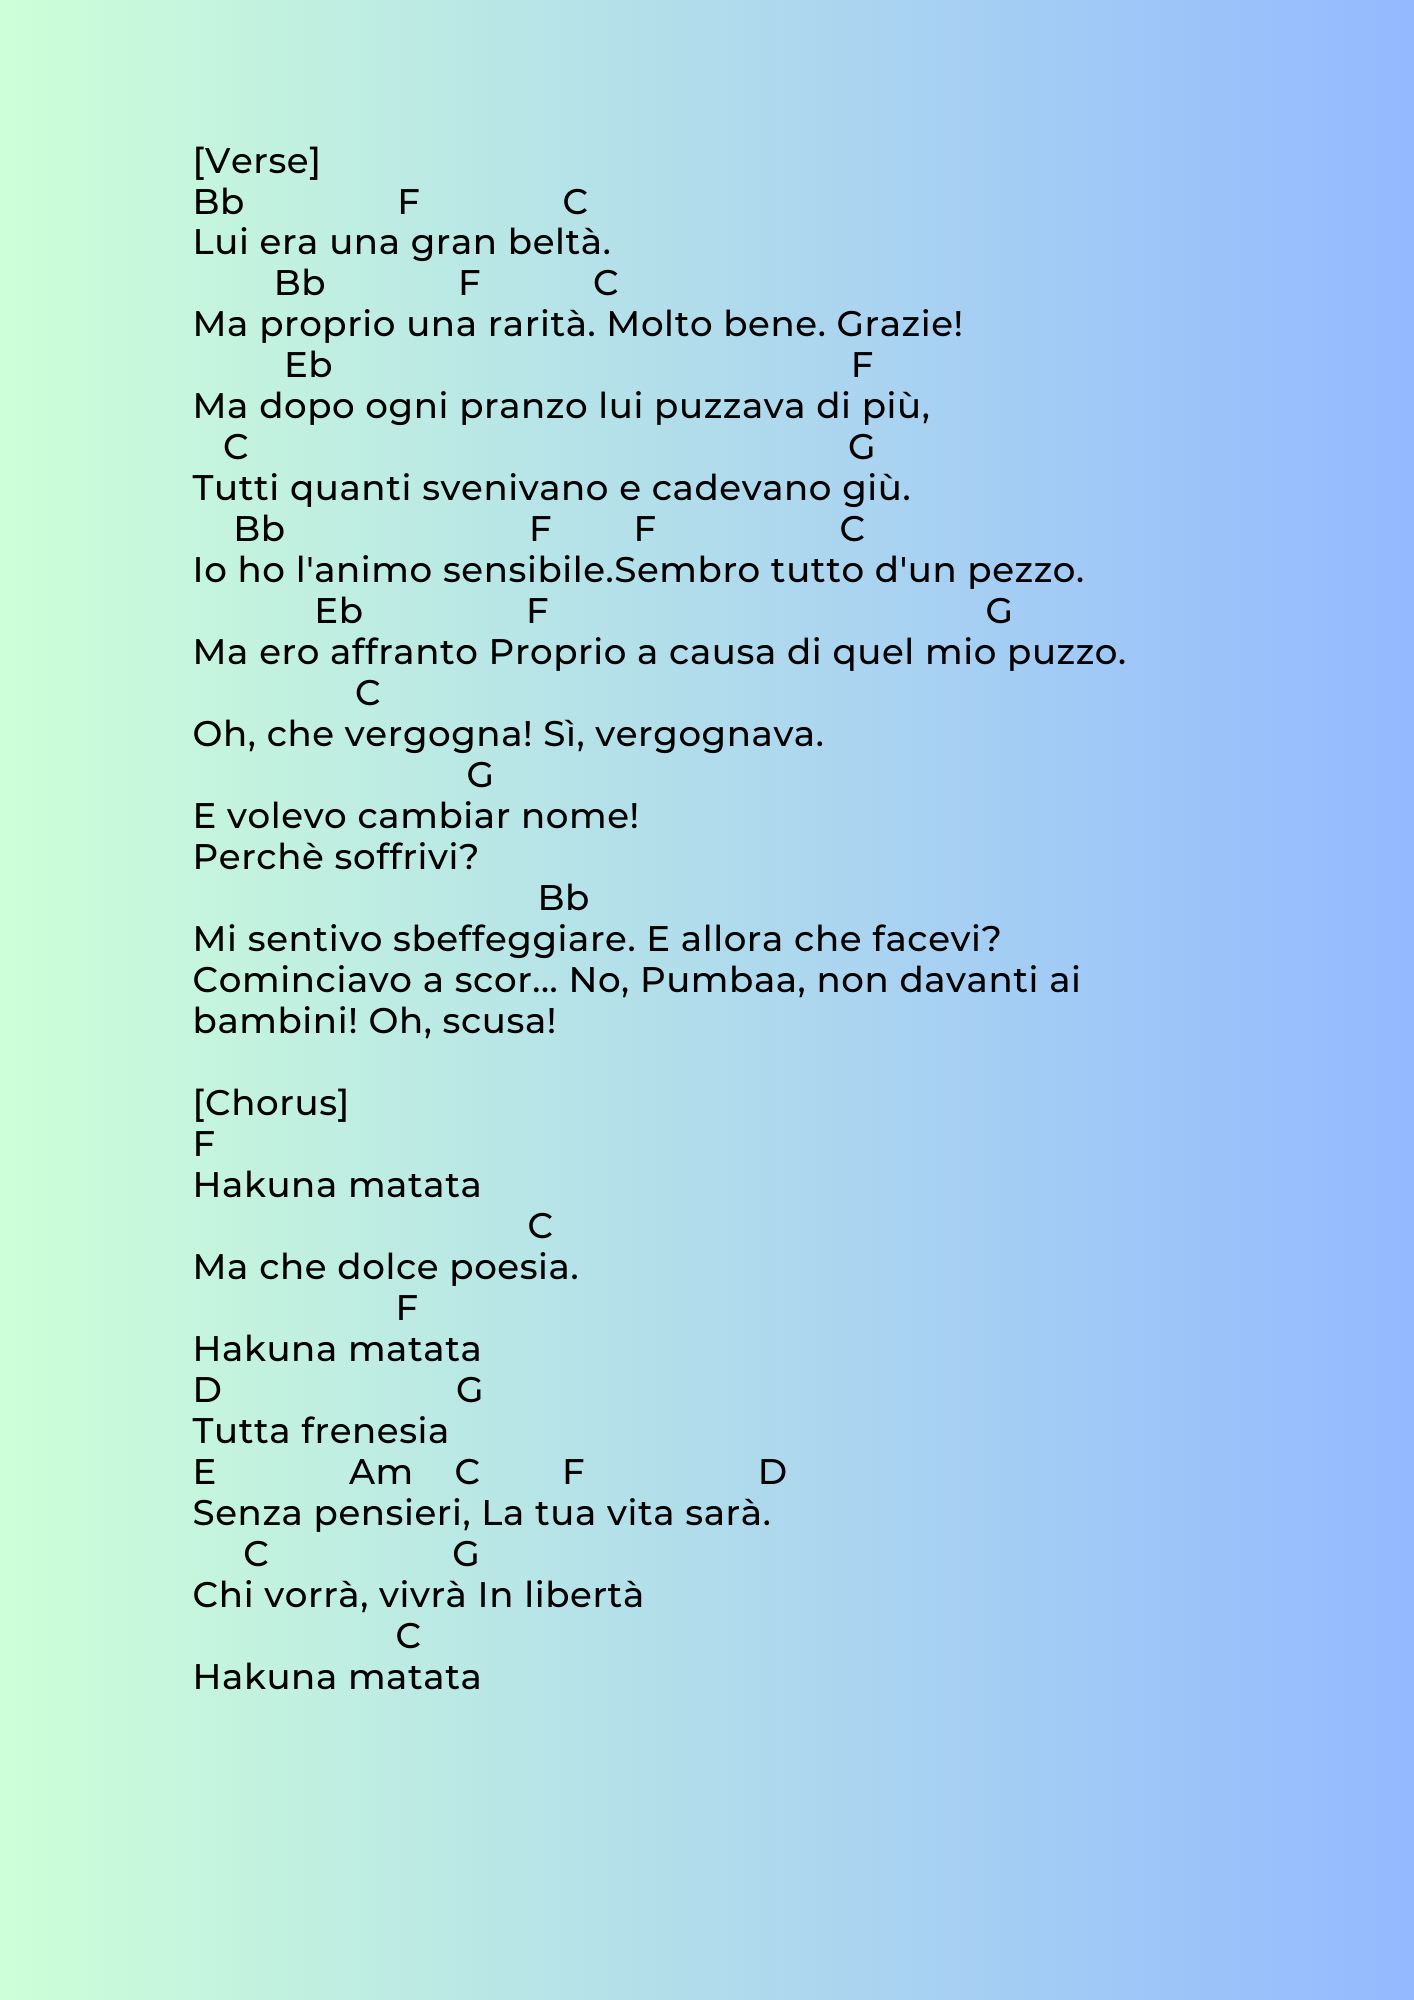 [Verse]
Bb F C
Lui era una gran beltà.
Bb F C
Ma proprio una rarità. Molto bene. Grazie!
Eb F
Ma dopo ogni pranzo lui puzzava di più,
C G
Tutti quanti svenivano e cadevano giù.
Bb F F C
Io ho l'animo sensibile.Sembro tutto d'un pezzo.
Eb F G
Ma ero affranto Proprio a causa di quel mio puzzo.
C
Oh, che vergogna! Sì, vergognava.
G
E volevo cambiar nome!
Perchè soffrivi?
Bb
Mi sentivo sbeffeggiare. E allora che facevi?
Cominciavo a scor... No, Pumbaa, non davanti ai
bambini! Oh, scusa!
[Chorus]
F
Hakuna matata
C
Ma che dolce poesia.
F
Hakuna matata
D G
Tutta frenesia
E Am C F D
Senza pensieri, La tua vita sarà.
C G
Chi vorrà, vivrà In libertà
C
Hakuna matata